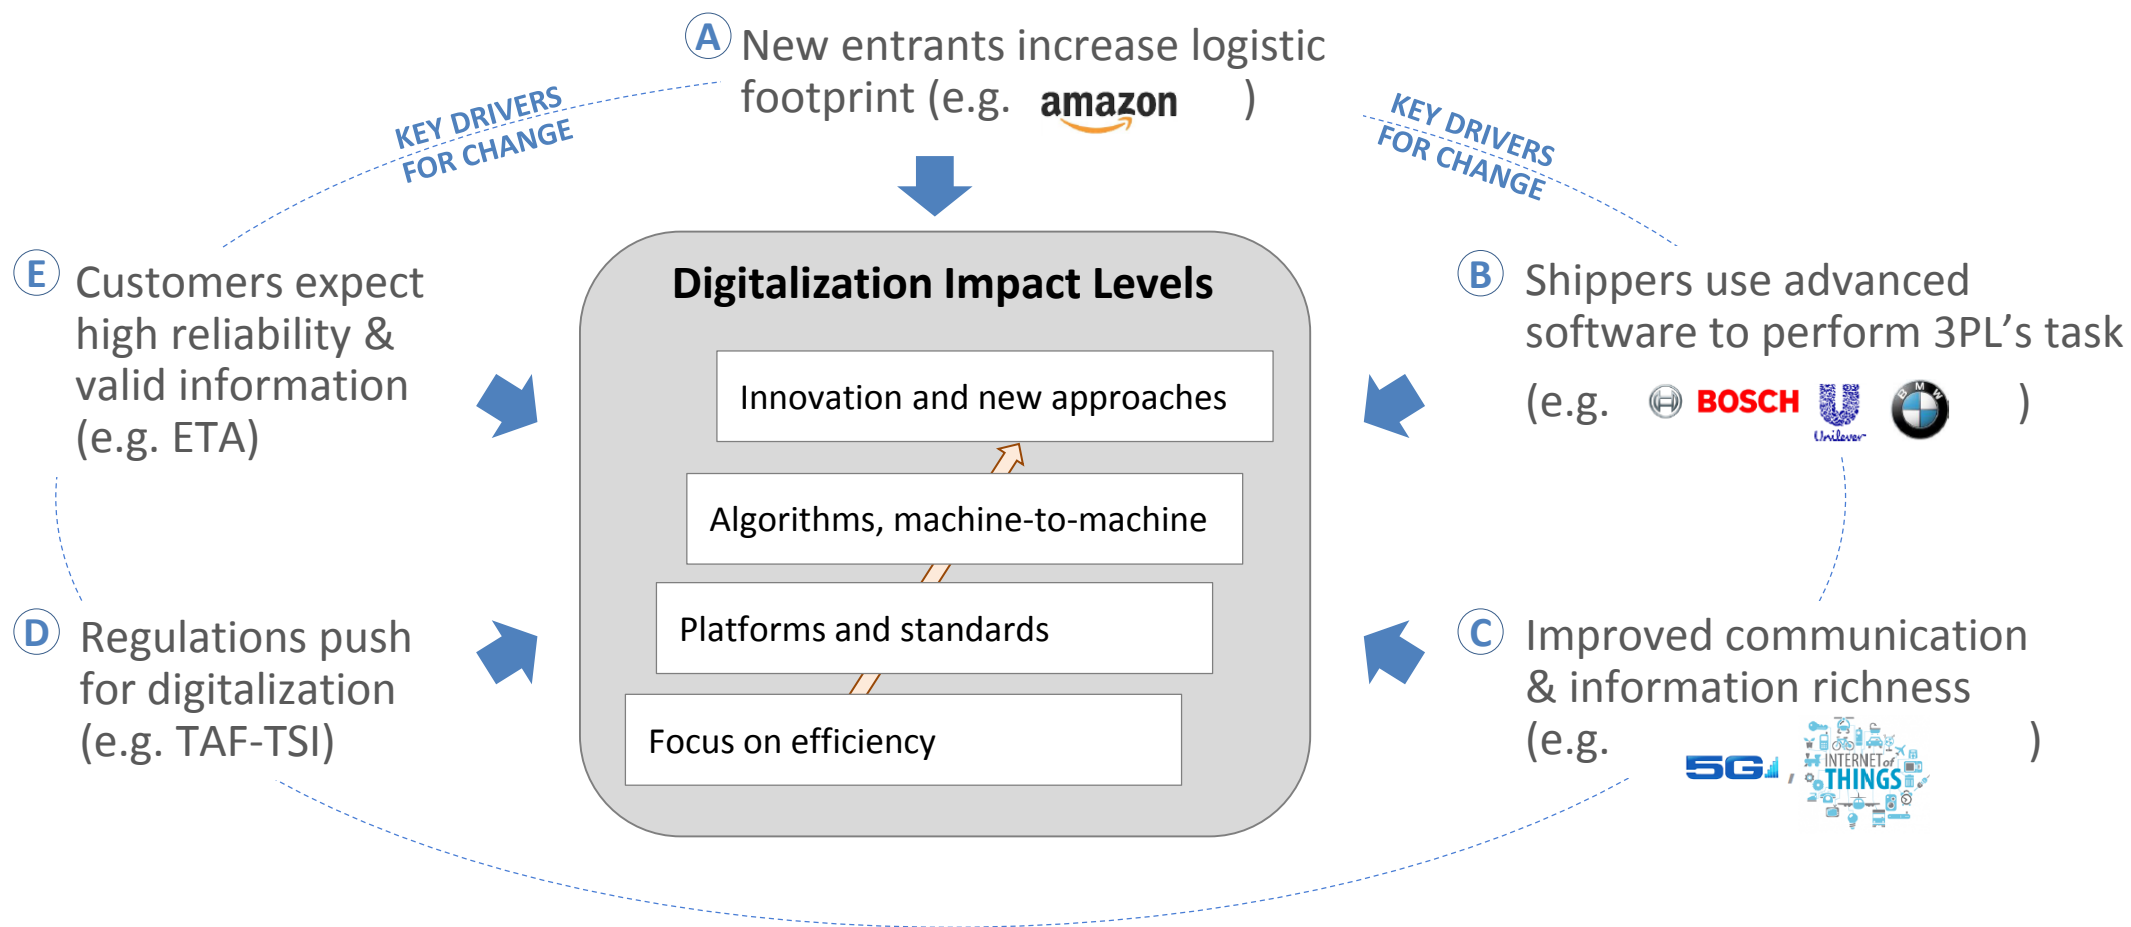 A New entrants increase logistic
footprint (e.g. amazon )
KEY DRIVERS
FOR CHANGE
KEY DRIVERS
FOR CHANGE
E Customers expect
high reliability &
valid information
(e.g. ETA)
Digitalization Impact Levels
Innovation and new approaches
Algorithms, machine-to-machine
Platforms and standards
Focus on efficiency
B Shippers use advanced
software to perform 3PL’s task
(e.g. BOSCH Unilever BMW )
D Regulations push
for digitalization
(e.g. TAF-TSI)
C Improved communication
& information richness
(e.g. 5G , INTERNET of
THINGS )